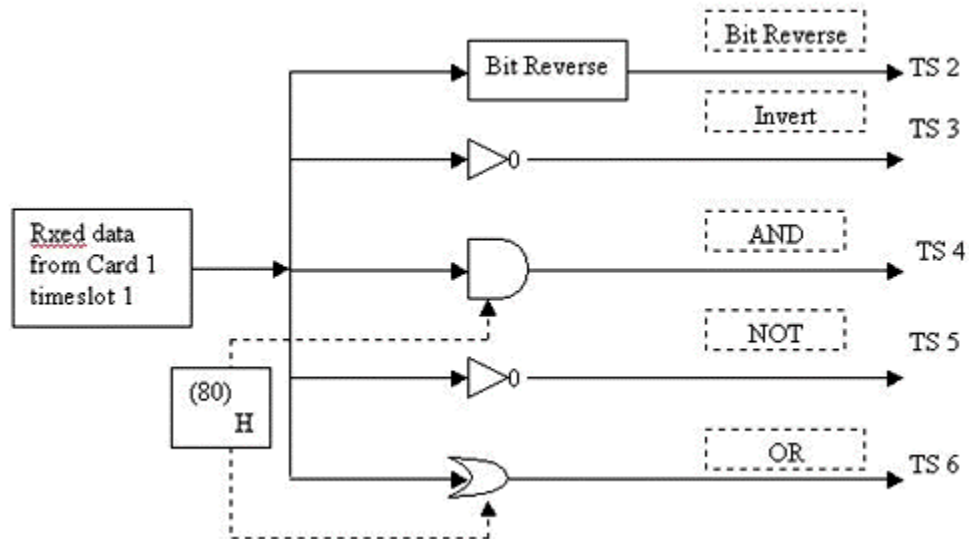 Bit Reverse
Bit Reverse
TS 2
Invert
TS 3
Rxed data
from Card 1
timeslot 1
AND
TS 4
NOT
TS 5
(80)
H
OR
TS 6